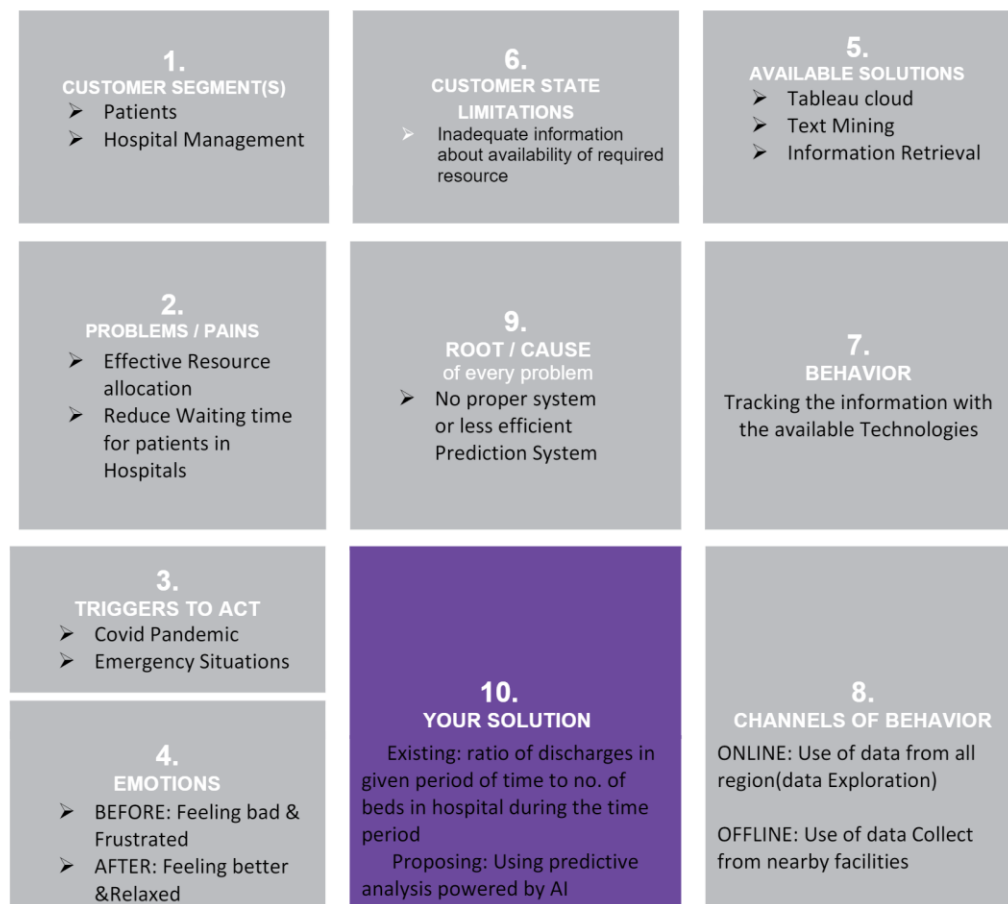 1.
CUSTOMER SEGMENT(S)
➢ Patients
➢ Hospital Management
6.
CUSTOMER STATE
LIMITATIONS
➢ Inadequate information
about availability of required
resource
5.
AVAILABLE SOLUTIONS
➢ Tableau cloud
➢ Text Mining
➢ Information Retrieval
2.
PROBLEMS / PAINS
➢ Effective Resource
allocation
➢ Reduce Waiting time
for patients in
Hospitals
9.
ROOT / CAUSE
of every problem
➢ No proper system
or less efficient
Prediction System
7.
BEHAVIOR
Tracking the information with
the available Technologies
3.
TRIGGERS TO ACT
➢ Covid Pandemic
➢ Emergency Situations
4.
EMOTIONS
➢ BEFORE: Feeling bad &
Frustrated
➢ AFTER: Feeling better
&Relaxed
10.
YOUR SOLUTION
Existing: ratio of discharges in
given period of time to no. of
beds in hospital during the time
period
Proposing: Using predictive
analysis powered by AI
8.
CHANNELS OF BEHAVIOR
ONLINE: Use of data from all
region(data Exploration)
OFFLINE: Use of data Collect
from nearby facilities